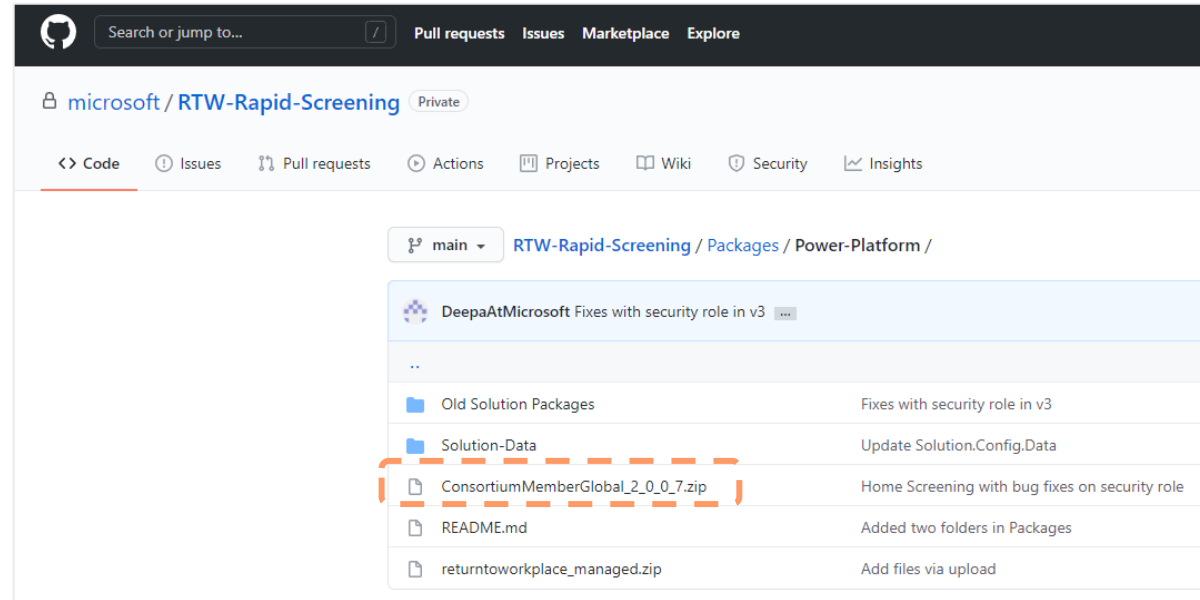 Search or jump to... / Pull requests Issues Marketplace Explore
microsoft / RTW-Rapid-Screening Private
<> Code Issues Pull requests Actions Projects Wiki Security Insights
main RTW-Rapid-Screening / Packages / Power-Platform /
DeepaAtMicrosoft Fixes with security role in v3 ...
..
Old Solution Packages Fixes with security role in v3
Solution-Data Update Solution.Config.Data
ConsortiumMemberGlobal_2_0_0_7.zip Home Screening with bug fixes on security role
README.md Added two folders in Packages
returntoworkplace_managed.zip Add files via upload